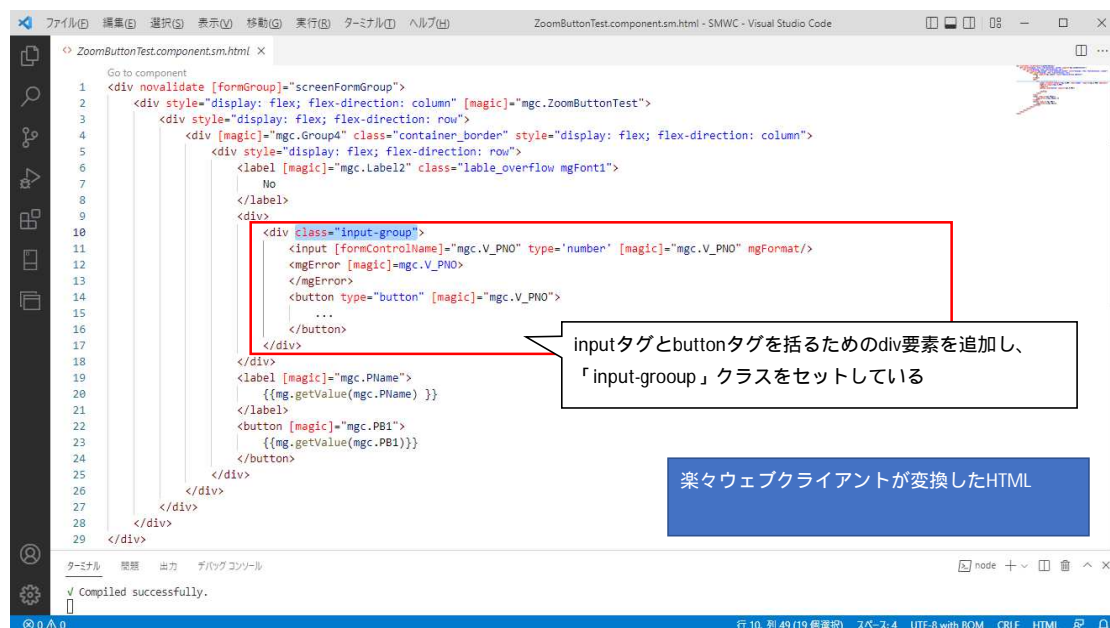 ファイル(F) 編集(E) 選択(S) 表示(V) 移動(G) 実行(R) ターミナル(T) ヘルプ(H) ZoomButtonTest.component.sm.html - SMWC - Visual Studio Code
<> ZoomButtonTest.component.sm.html ×
Go to component
1 <div novalidate [formGroup]="screenFormGroup">
2 <div style="display: flex; flex-direction: column" [magic]="mgc.ZoomButtonTest">
3 <div style="display: flex; flex-direction: row">
4 <div [magic]="mgc.Group4" class="container_border" style="display: flex; flex-direction: column">
5 <div style="display: flex; flex-direction: row">
6 <label [magic]="mgc.Label2" class="lable_overflow mgFont1">
7 No
8 </label>
9 <div>
10 <div class="input-group">
11 <input [formControlName]="mgc.V_PNO" type='number' [magic]="mgc.V_PNO" mgFormat/>
12 <mgError [magic]=mgc.V_PNO>
13 </mgError>
14 <button type="button" [magic]="mgc.V_PNO">
15 ...
16 </button>
17 </div>
18 </div>
19 <label [magic]="mgc.PName">
20 {{mg.getValue(mgc.PName) }}
21 </label>
22 <button [magic]="mgc.PB1">
23 {{mg.getValue(mgc.PB1)}}
24 </button>
25 </div>
26 </div>
27 </div>
28 </div>
29 </div>
inputタグとbuttonタグを括るためのdiv要素を追加し、
「input-grooup」クラスをセットしている
楽々ウェブクライアントが変換したHTML
ターミナル 問題 出力 デバッグ コンソール node
√ Compiled successfully.
0 0 行 10、列 49 (19 個選択) スペース: 4 UTF-8 with BOM CRLF HTML